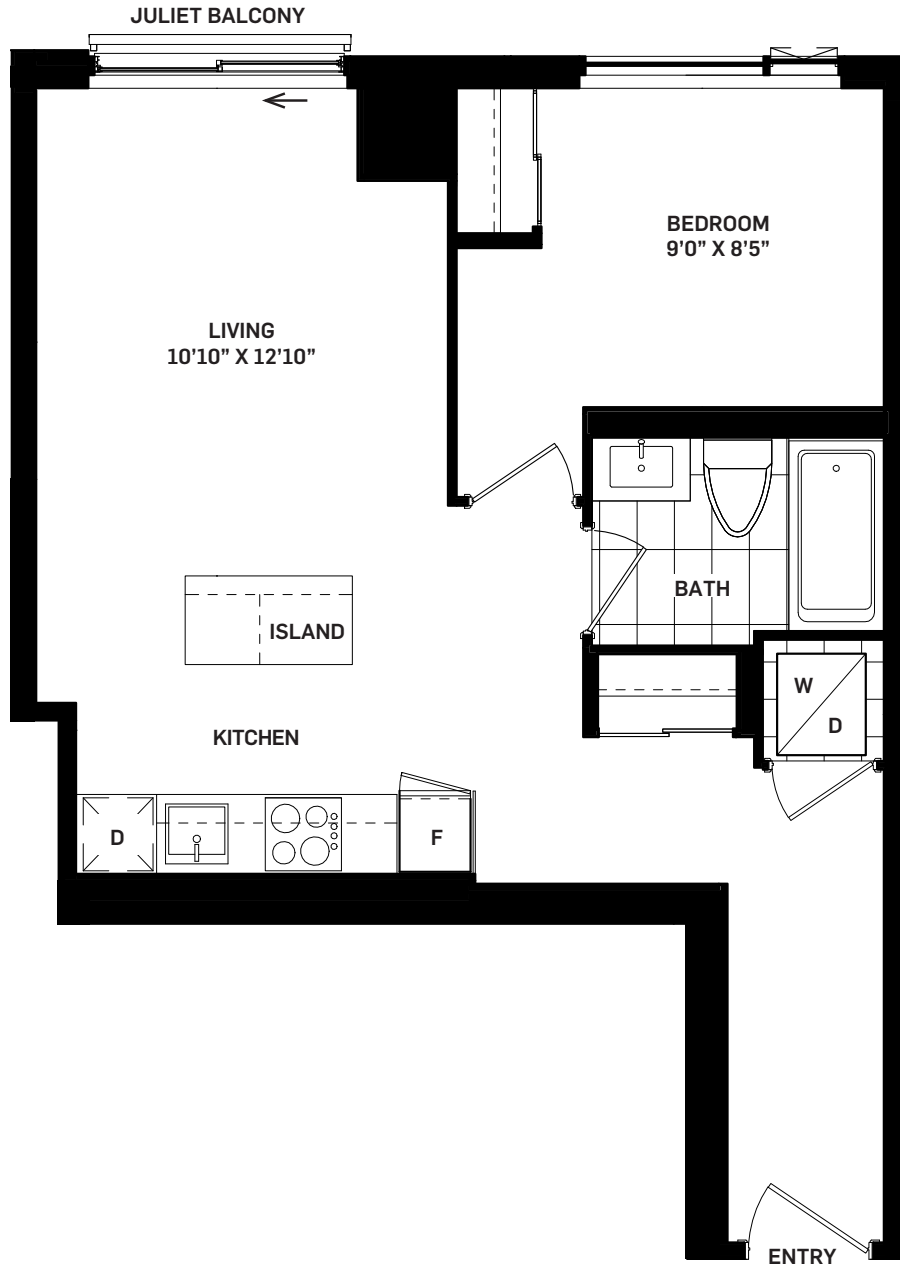 JULIET BALCONY
BEDROOM
9’0” X 8’5”
LIVING
10’10” X 12’10”
ISLAND
BATH
W
D
KITCHEN
D
F
ENTRY